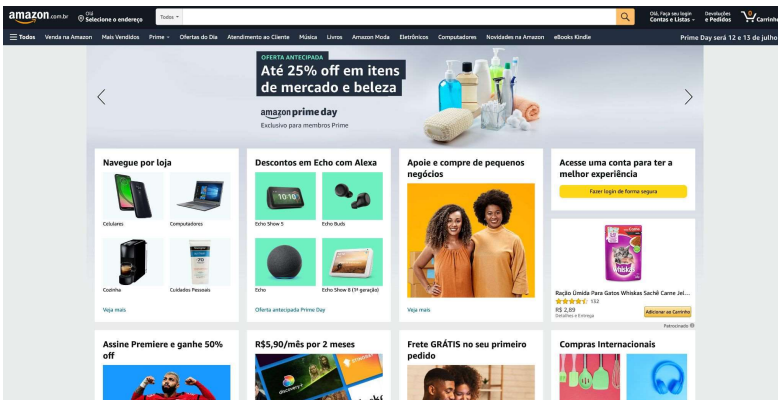 amazon.com.br
Olá
Selecione o endereço
Todos
Olá, Faça seu login
Contas e Listas
Devoluções
e Pedidos
0
Carrinho
Todos
Venda na Amazon
Mais Vendidos
Prime
Ofertas do Dia
Atendimento ao Cliente
Música
Livros
Amazon Moda
Eletrônicos
Computadores
Novidades na Amazon
eBooks Kindle
Prime Day será 12 e 13 de julho
OFERTA ANTECIPADA
Até 25% off em itens
de mercado e beleza
amazon prime day
Exclusivo para membros Prime
Navegue por loja
Celulares
Computadores
Cozinha
Cuidados Pessoais
Veja mais
Descontos em Echo com Alexa
10:10
Echo Show 5
Echo Buds
Echo
Echo Show 8 (1ª geração)
Oferta antecipada Prime Day
Apoie e compre de pequenos
negócios
Veja mais
Acesse uma conta para ter a
melhor experiência
Fazer login de forma segura
whiskas
Ração Úmida Para Gatos Whiskas Sachê Carne Jel...
152
R$ 2,89
Detalhes e Entrega
Adicionar ao Carrinho
Patrocinado
Assine Premiere e ganhe 50%
off
R$5,90/mês por 2 meses
discovery+
Frete GRÁTIS no seu primeiro
pedido
Compras Internacionais